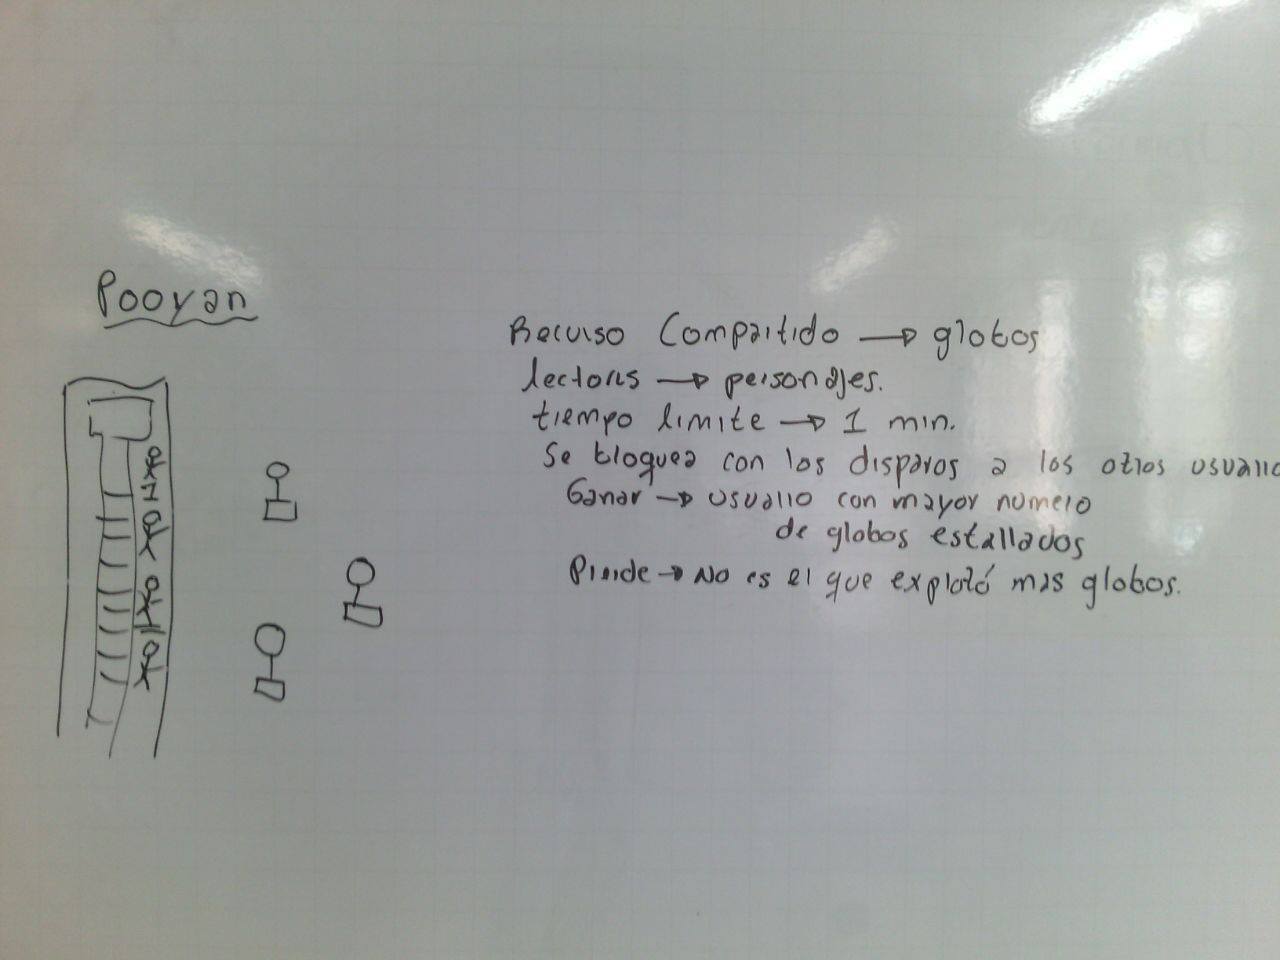 Pooyan
Recurso Compartido → globos
lectores → personajes.
tiempo limite → 1 min.
Se bloquea con los disparos a los otros usuario
Ganar → usuario con mayor numero
de globos estallados
Pierde → No es el que explotó mas globos.